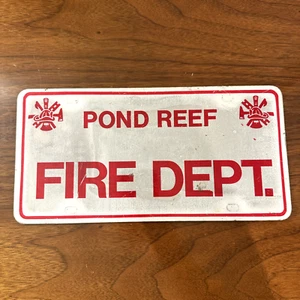 POND REEF
FIRE DEPT.